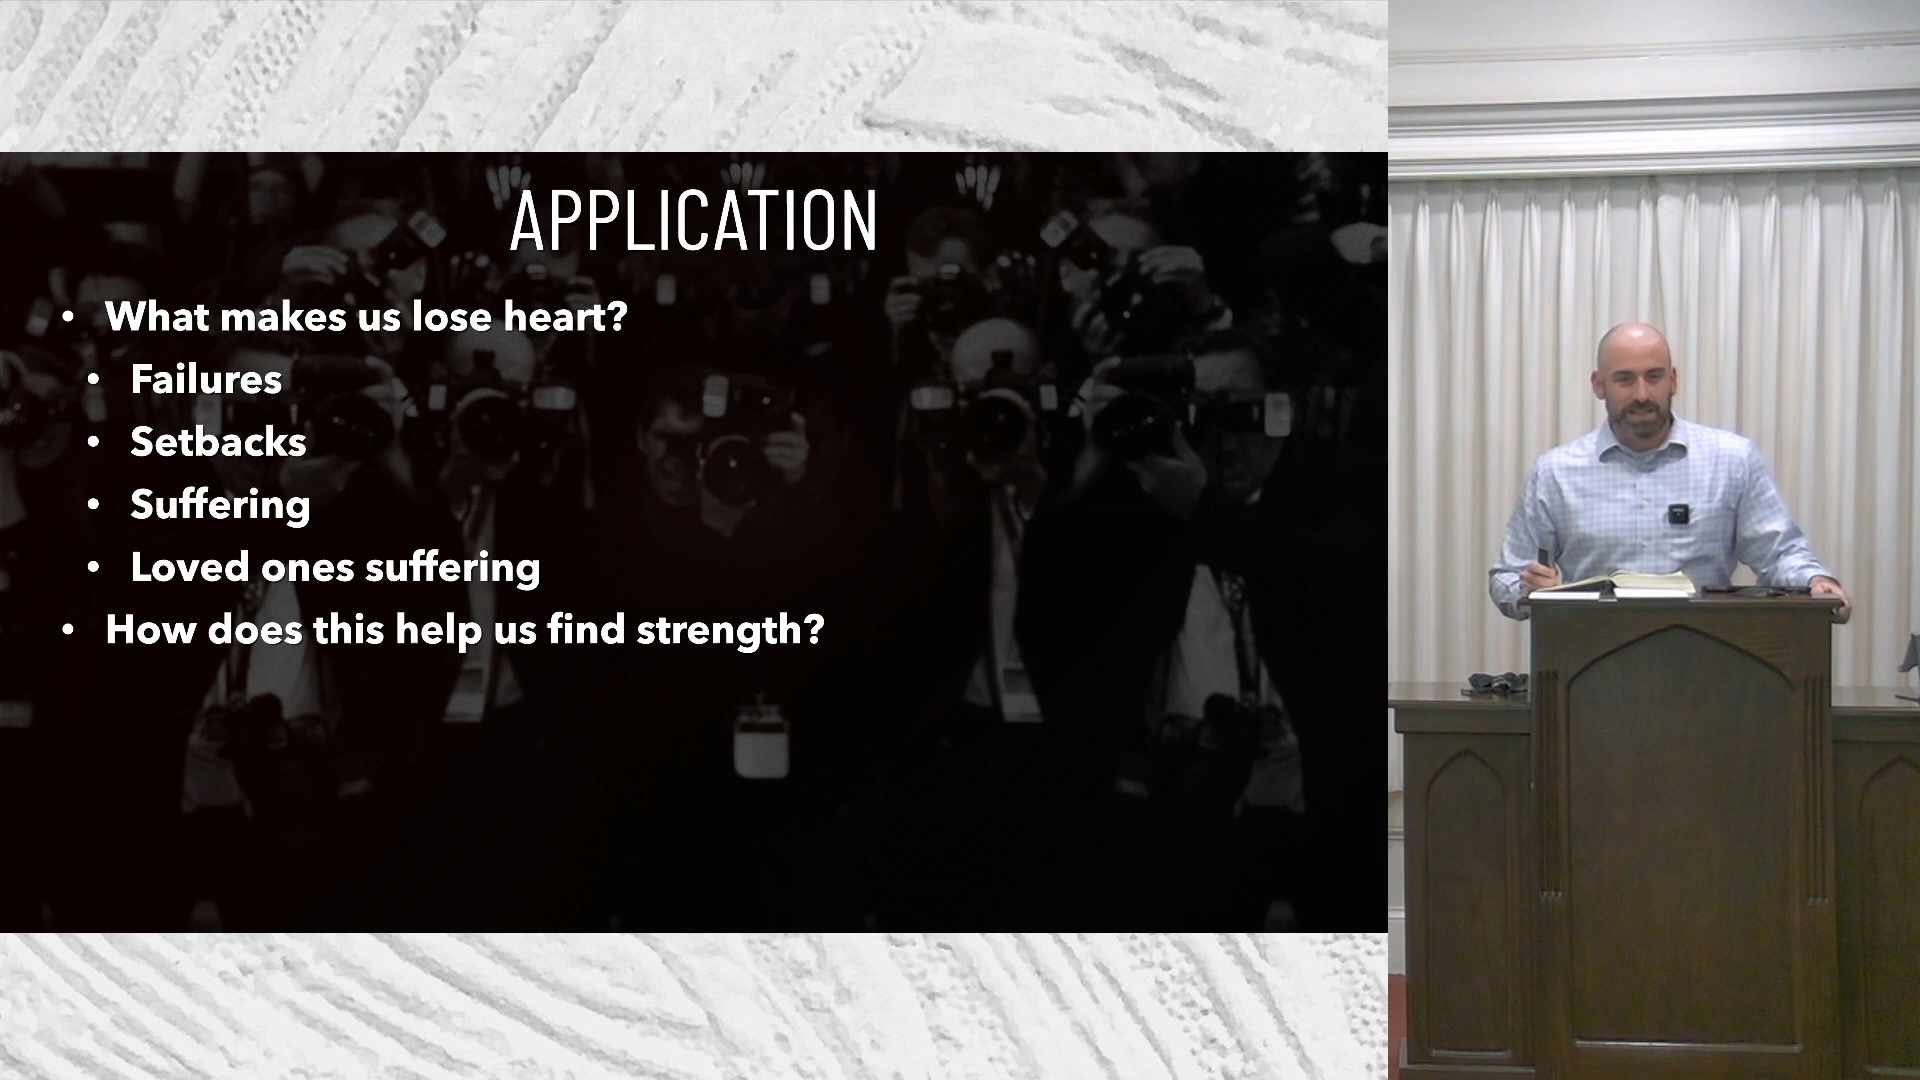 APPLICATION
• What makes us lose heart?
• Failures
• Setbacks
• Suffering
• Loved ones suffering
• How does this help us find strength?